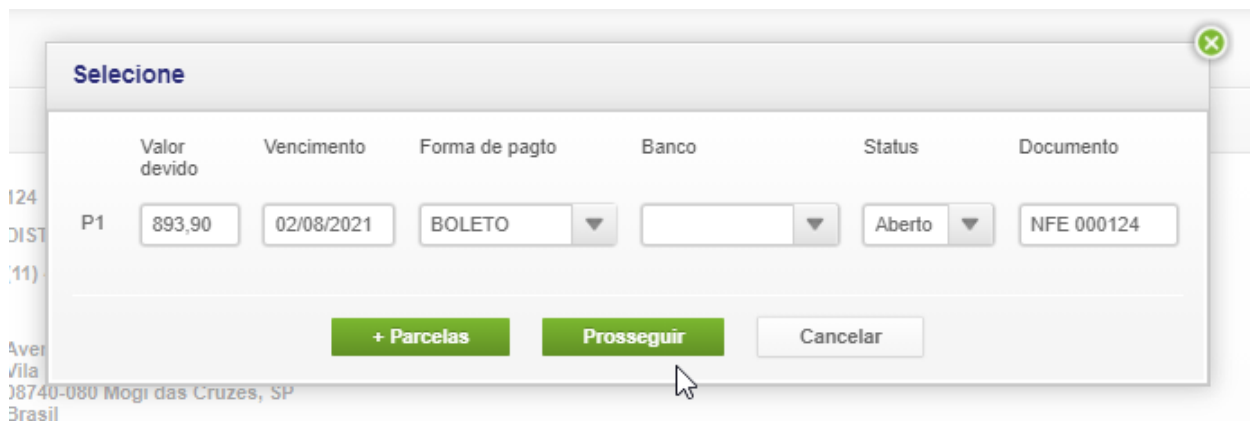 Selecione
Valor devido Vencimento Forma de pagto Banco Status Documento
P1 893,90 02/08/2021 BOLETO Aberto NFE 000124
+ Parcelas Prosseguir Cancelar
124
DIST
(11)
Aver
Vila
08740-080 Mogi das Cruzes, SP
Brasil